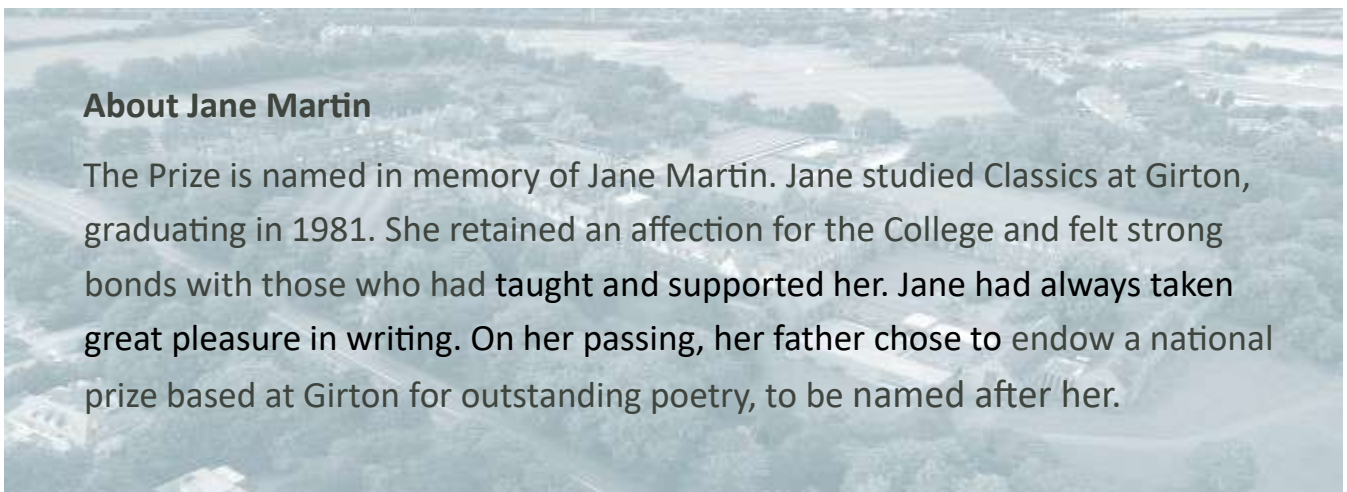 About Jane Martin
The Prize is named in memory of Jane Martin. Jane studied Classics at Girton,
graduating in 1981. She retained an affection for the College and felt strong
bonds with those who had taught and supported her. Jane had always taken
great pleasure in writing. On her passing, her father chose to endow a national
prize based at Girton for outstanding poetry, to be named after her.